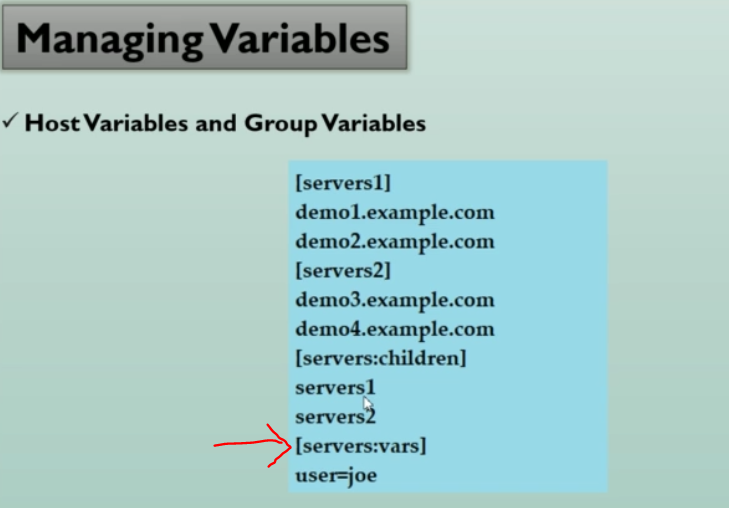 Managing Variables
✓ Host Variables and Group Variables
[servers1]
demo1.example.com
demo2.example.com
[servers2]
demo3.example.com
demo4.example.com
[servers:children]
servers1
servers2
[servers:vars]
user=joe